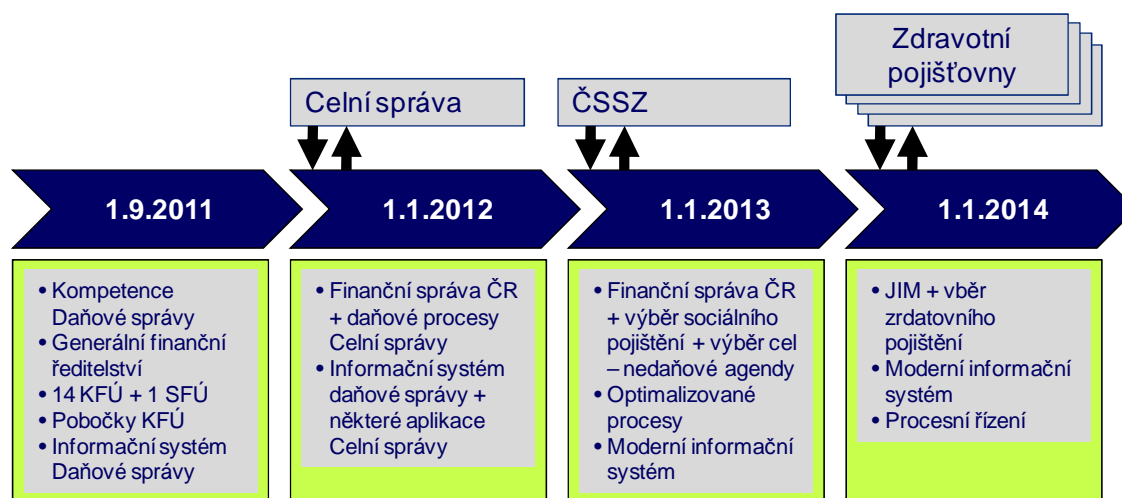 Celní správa
ČSSZ
Zdravotní
pojišťovny
1.9.2011
1.1.2012
1.1.2013
1.1.2014
• Kompetence
Daňové správy
• Generální finanční
ředitelství
• 14 KFÚ + 1 SFÚ
• Pobočky KFÚ
• Informační systém
Daňové správy
• Finanční správa ČR
+ daňové procesy
Celní správy
• Informační systém
daňové správy +
některé aplikace
Celní správy
• Finanční správa ČR
+ výběr sociálního
pojištění + výběr cel
– nedaňové agendy
• Optimalizované
procesy
• Moderní informační
systém
• JIM + vběr
zrdatovního
pojištění
• Moderní informační
systém
• Procesní řízení